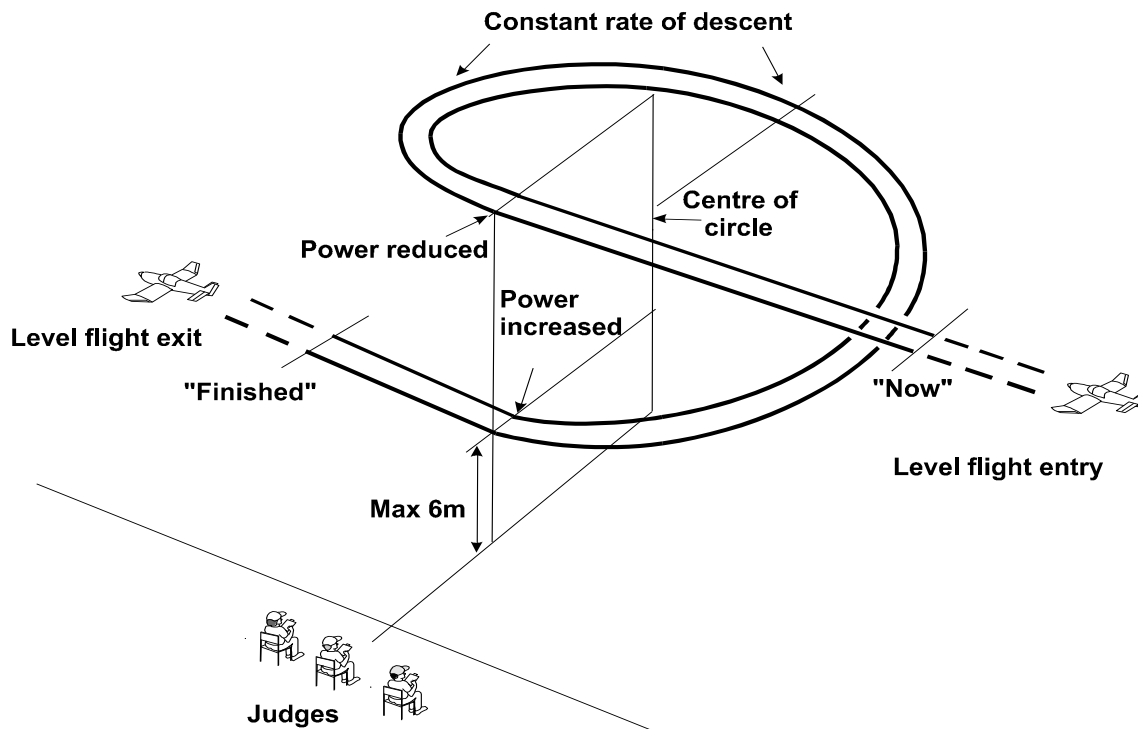 Constant rate of descent
Centre of
circle
Power reduced
Power
increased
Level flight exit
"Finished"
"Now"
Level flight entry
Max 6m
Judges